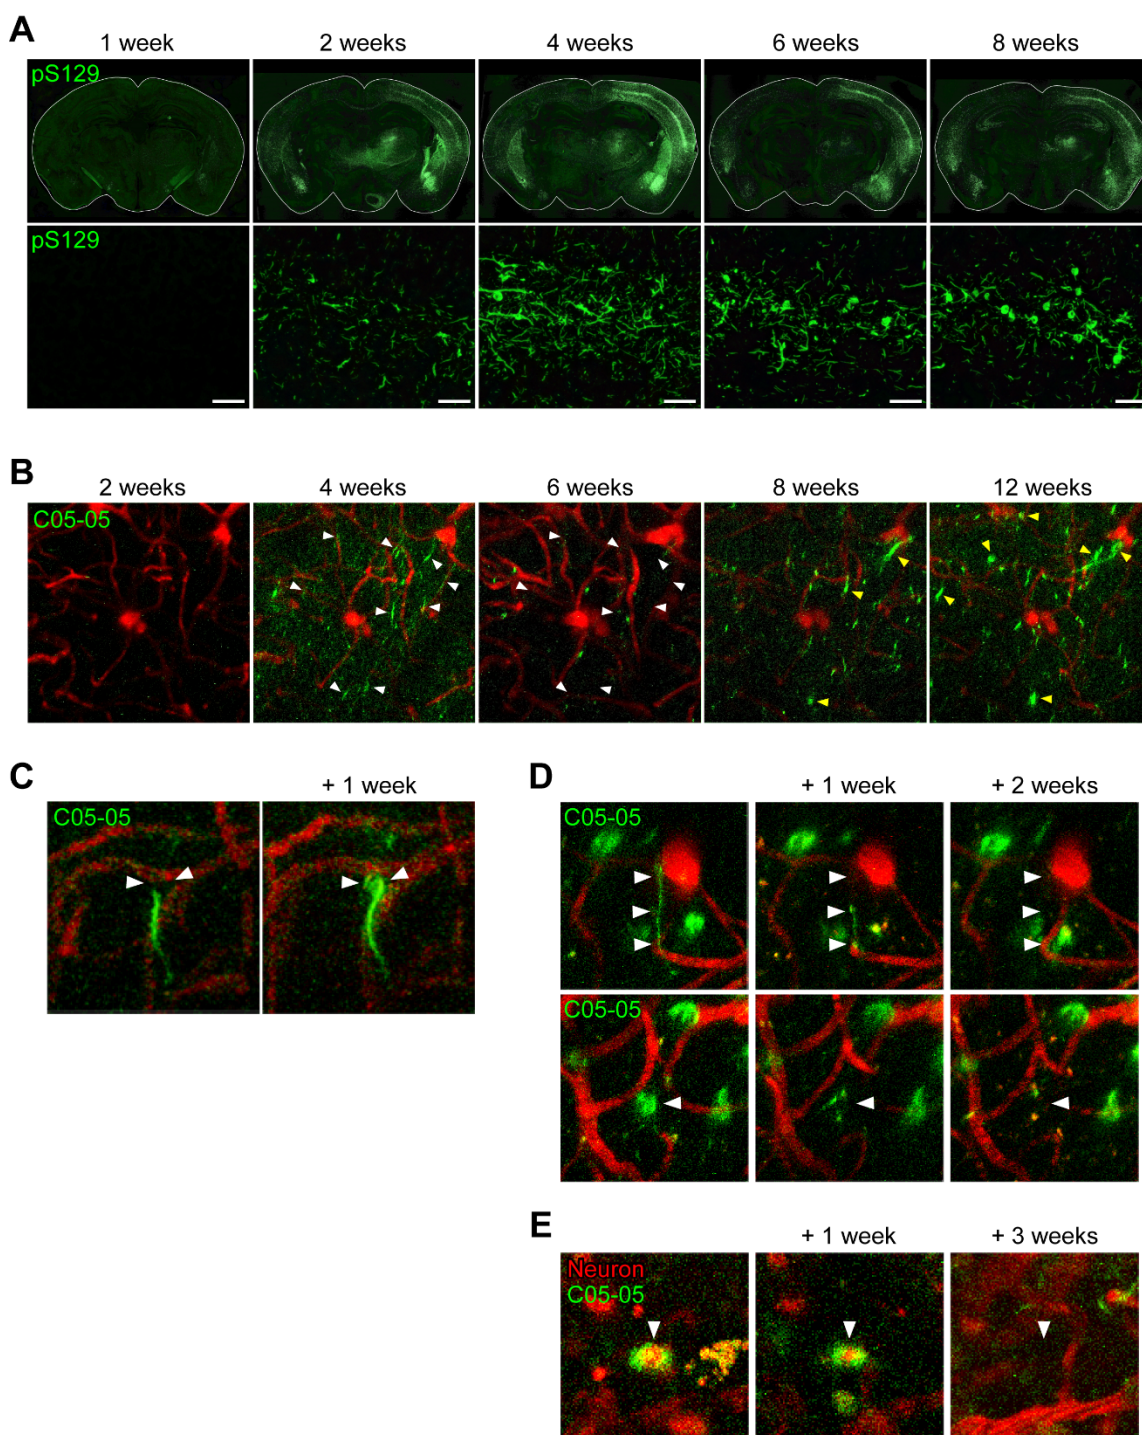 A
1 week 2 weeks 4 weeks 6 weeks 8 weeks
pS129
pS129
B
2 weeks 4 weeks 6 weeks 8 weeks 12 weeks
C05-05
C
+ 1 week
C05-05
D
+ 1 week + 2 weeks
C05-05
C05-05
E
+ 1 week + 3 weeks
Neuron
C05-05